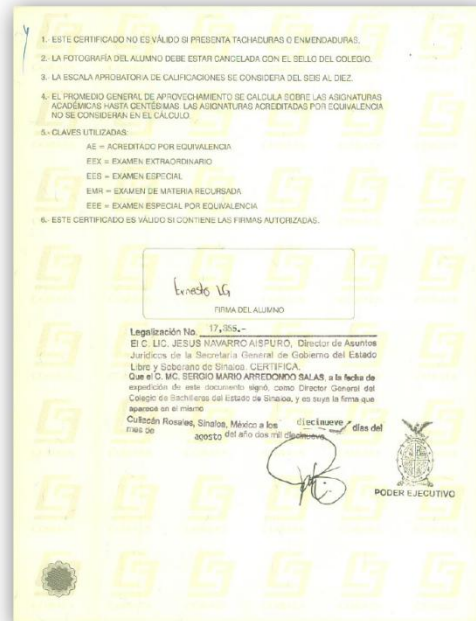 1.- ESTE CERTIFICADO NO ES VÁLIDO SI PRESENTA TACHADURAS O ENMENDADURAS.
2.- LA FOTOGRAFÍA DEL ALUMNO DEBE ESTAR CANCELADA CON EL SELLO DEL COLEGIO.
3.- LA ESCALA APROBATORIA DE CALIFICACIONES SE CONSIDERA DEL SEIS AL DIEZ.
4.- EL PROMEDIO GENERAL DE APROVECHAMIENTO SE CALCULA SOBRE LAS ASIGNATURAS
ACADÉMICAS HASTA CENTÉSIMAS. LAS ASIGNATURAS ACREDITADAS POR EQUIVALENCIA
NO SE CONSIDERAN EN EL CÁLCULO.
5.- CLAVES UTILIZADAS:
AE = ACREDITADO POR EQUIVALENCIA
EEX = EXAMEN EXTRAORDINARIO
EES = EXAMEN ESPECIAL
EMR = EXAMEN DE MATERIA RECURSADA
EEE = EXAMEN ESPECIAL POR EQUIVALENCIA
6.- ESTE CERTIFICADO ES VÁLIDO SI CONTIENE LAS FIRMAS AUTORIZADAS.
Ernesto LG
FIRMA DEL ALUMNO
Legalización No. 17,355.-
El C. LIC. JESUS NAVARRO AISPURO, Director de Asuntos
Jurídicos de la Secretaría General de Gobierno del Estado
Libre y Soberano de Sinaloa, CERTIFICA,
Que el C. MC. SERGIO MARIO ARREDONDO SALAS, a la fecha de
expedición de este documento signó, como Director General del
Colegio de Bachilleres del Estado de Sinaloa, y es suya la firma que
aparece en el mismo
Culiacán Rosales, Sinaloa, México a los diecinueve días del
mes de agosto del año dos mil diecinueve.
PODER EJECUTIVO